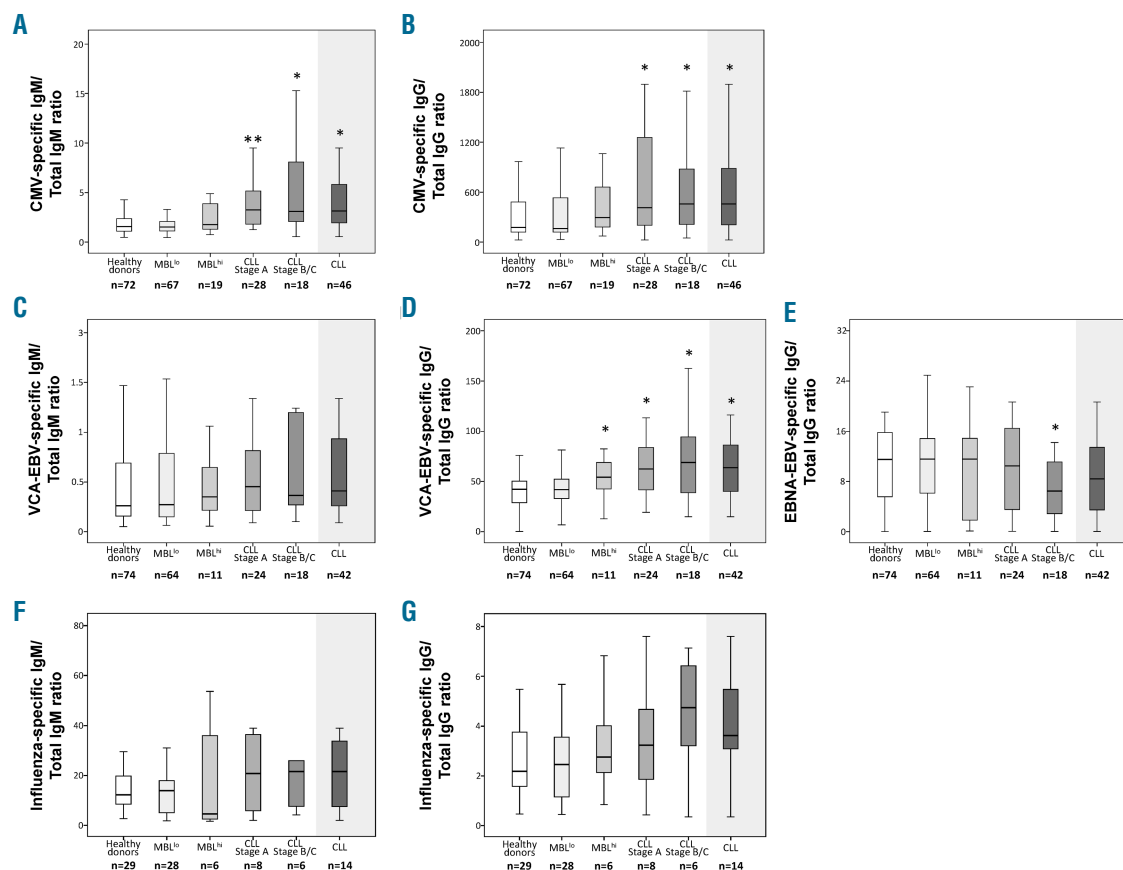 A
CMV-specific IgM/
Total IgM ratio
20
15
10
5
0
**
*
*
Healthy donors MBLlo MBLhi CLL Stage A CLL Stage B/C CLL
n=72 n=67 n=19 n=28 n=18 n=46
B
CMV-specific IgG/
Total IgG ratio
2000
1800
1200
600
0
*
*
*
Healthy donors MBLlo MBLhi CLL Stage A CLL Stage B/C CLL
n=72 n=67 n=19 n=28 n=18 n=46
C
VCA-EBV-specific IgM/
Total IgM ratio
3
1.5
1
0.5
0
Healthy donors MBLlo MBLhi CLL Stage A CLL Stage B/C CLL
n=74 n=64 n=11 n=24 n=18 n=42
D
VCA-EBV-specific IgG/
Total IgG ratio
200
150
100
50
0
*
*
*
*
Healthy donors MBLlo MBLhi CLL Stage A CLL Stage B/C CLL
n=74 n=64 n=11 n=24 n=18 n=42
E
EBNA-EBV-specific IgG/
Total IgG ratio
32
24
16
8
0
*
Healthy donors MBLlo MBLhi CLL Stage A CLL Stage B/C CLL
n=74 n=64 n=11 n=24 n=18 n=42
F
Influenza-specific IgM/
Total IgM ratio
80
60
40
20
0
Healthy donors MBLlo MBLhi CLL Stage A CLL Stage B/C CLL
n=29 n=28 n=6 n=8 n=6 n=14
G
Influenza-specific IgG/
Total IgG ratio
8
6
4
2
0
Healthy donors MBLlo MBLhi CLL Stage A CLL Stage B/C CLL
n=29 n=28 n=6 n=8 n=6 n=14